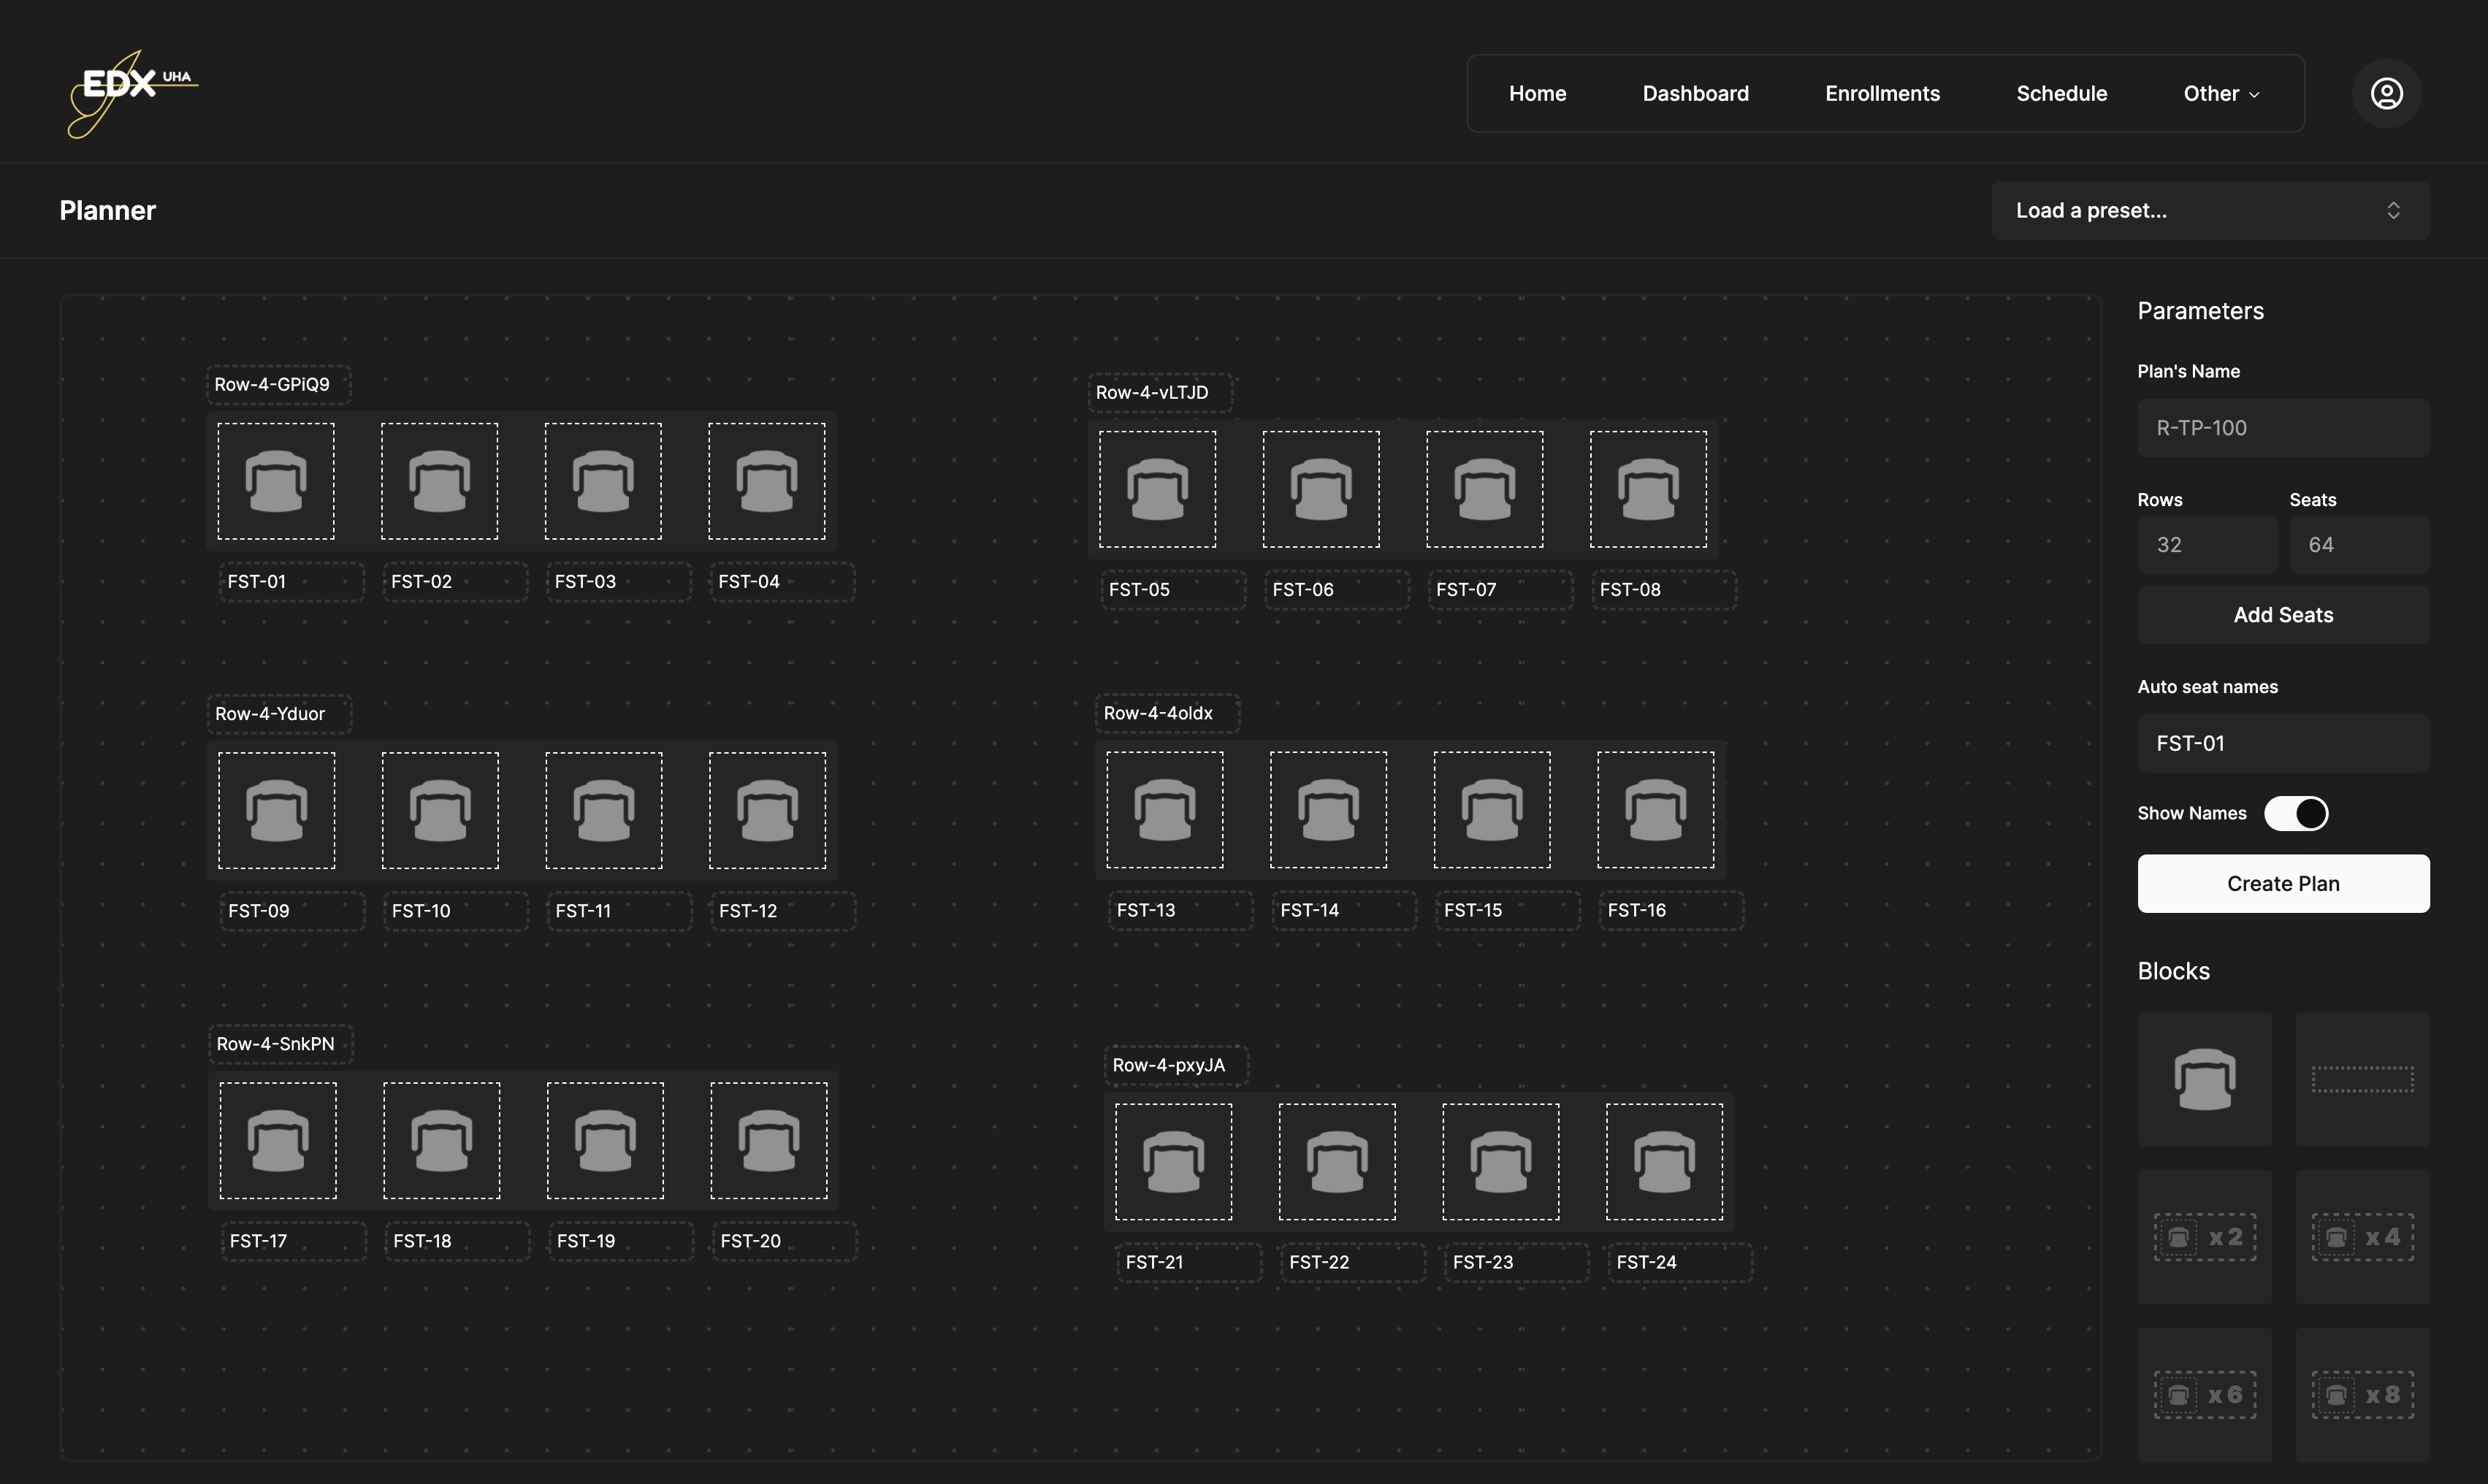 EDX UHA
Home Dashboard Enrollments Schedule Other
Planner
Load a preset...
Row-4-GPiQ9
FST-01 FST-02 FST-03 FST-04
Row-4-vLTJD
FST-05 FST-06 FST-07 FST-08
Row-4-Yduor
FST-09 FST-10 FST-11 FST-12
Row-4-4oldx
FST-13 FST-14 FST-15 FST-16
Row-4-SnkPN
FST-17 FST-18 FST-19 FST-20
Row-4-pxyJA
FST-21 FST-22 FST-23 FST-24
Parameters
Plan's Name
R-TP-100
Rows Seats
32 64
Add Seats
Auto seat names
FST-01
Show Names
Create Plan
Blocks
x2 x4
x6 x8